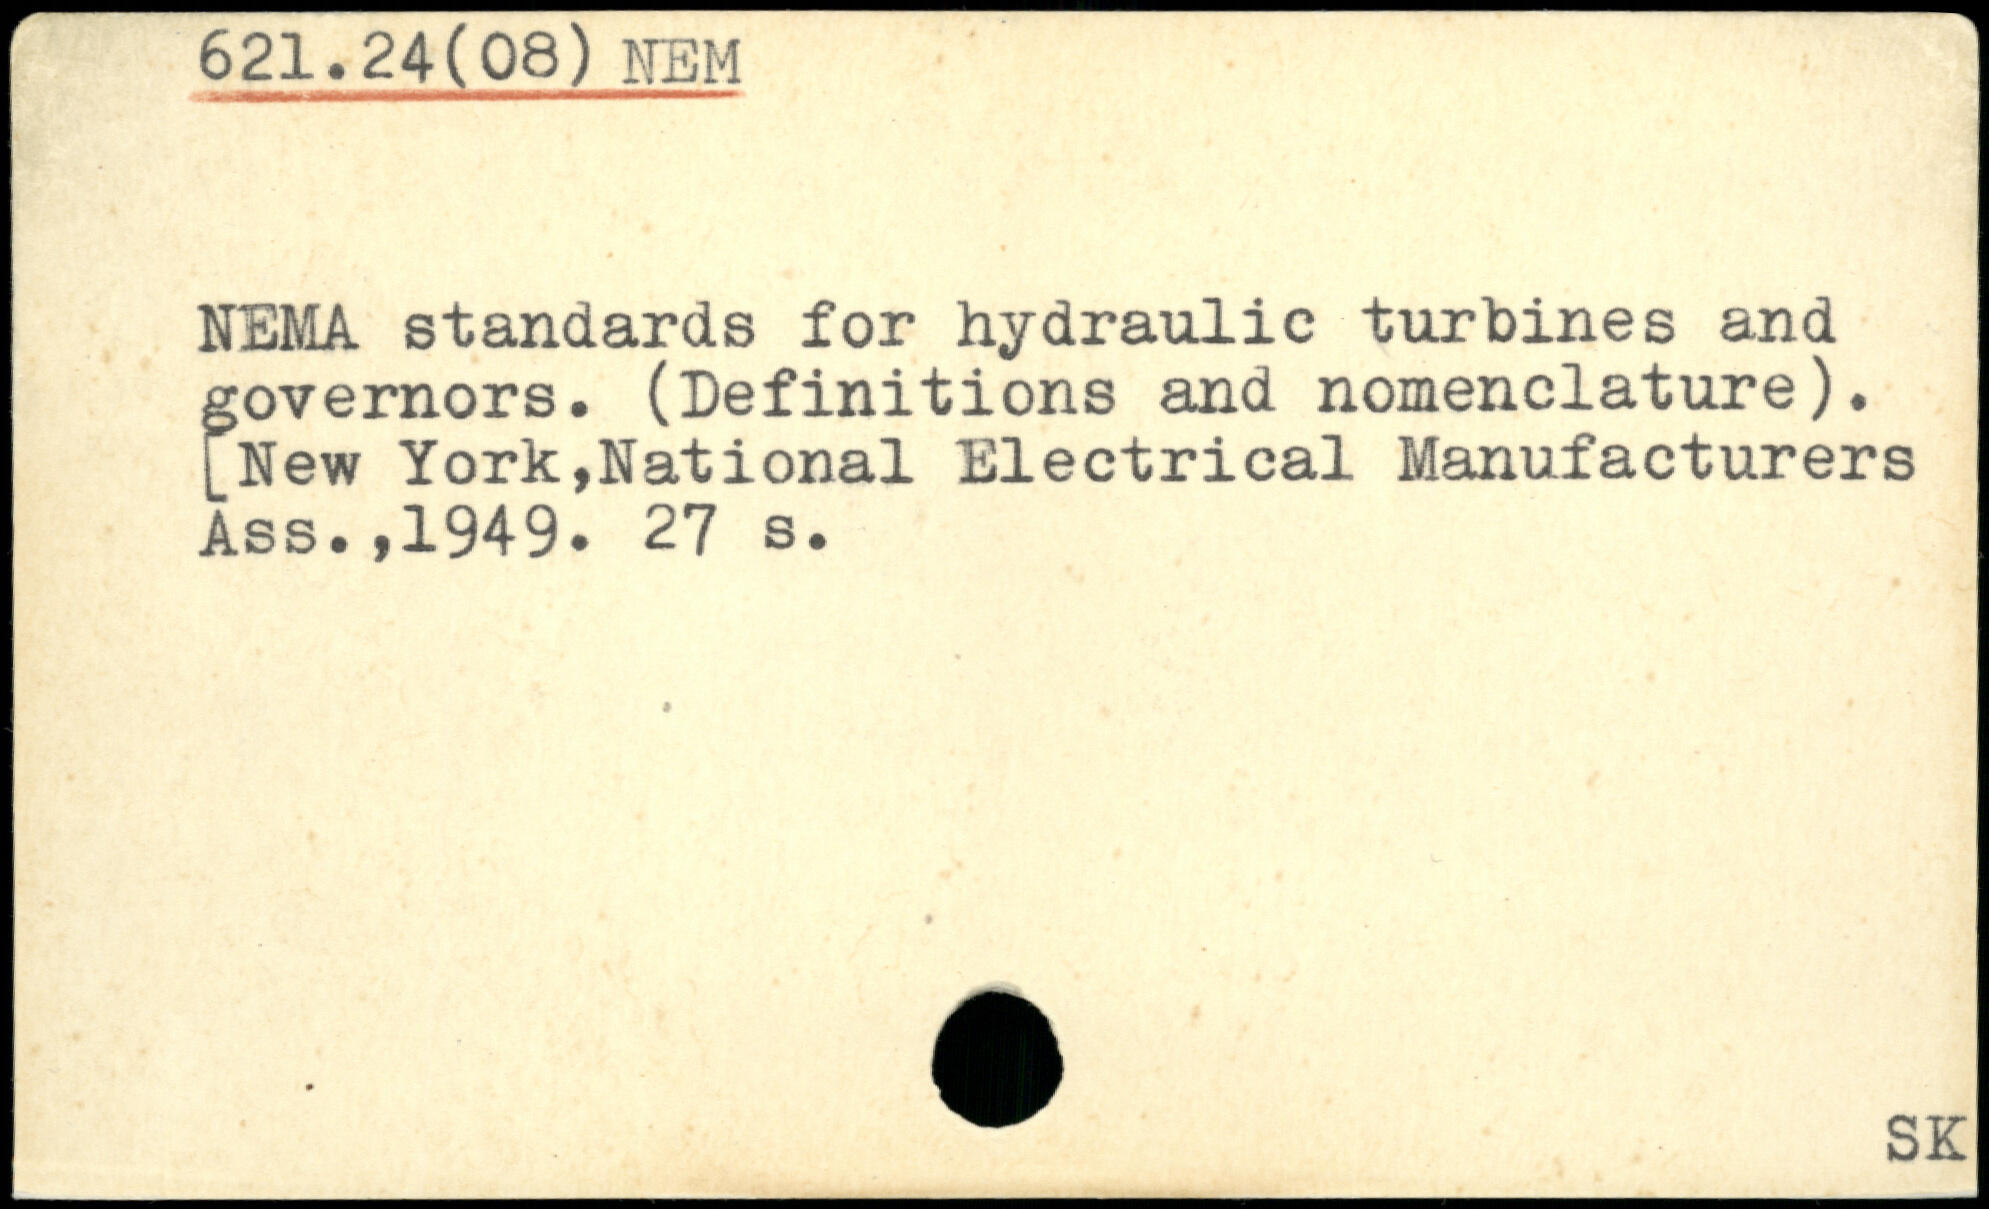 621.24(08) NEM
NEMA standards for hydraulic turbines and
governors. (Definitions and nomenclature).
[New York,National Electrical Manufacturers
Ass.,1949. 27 s.
SK